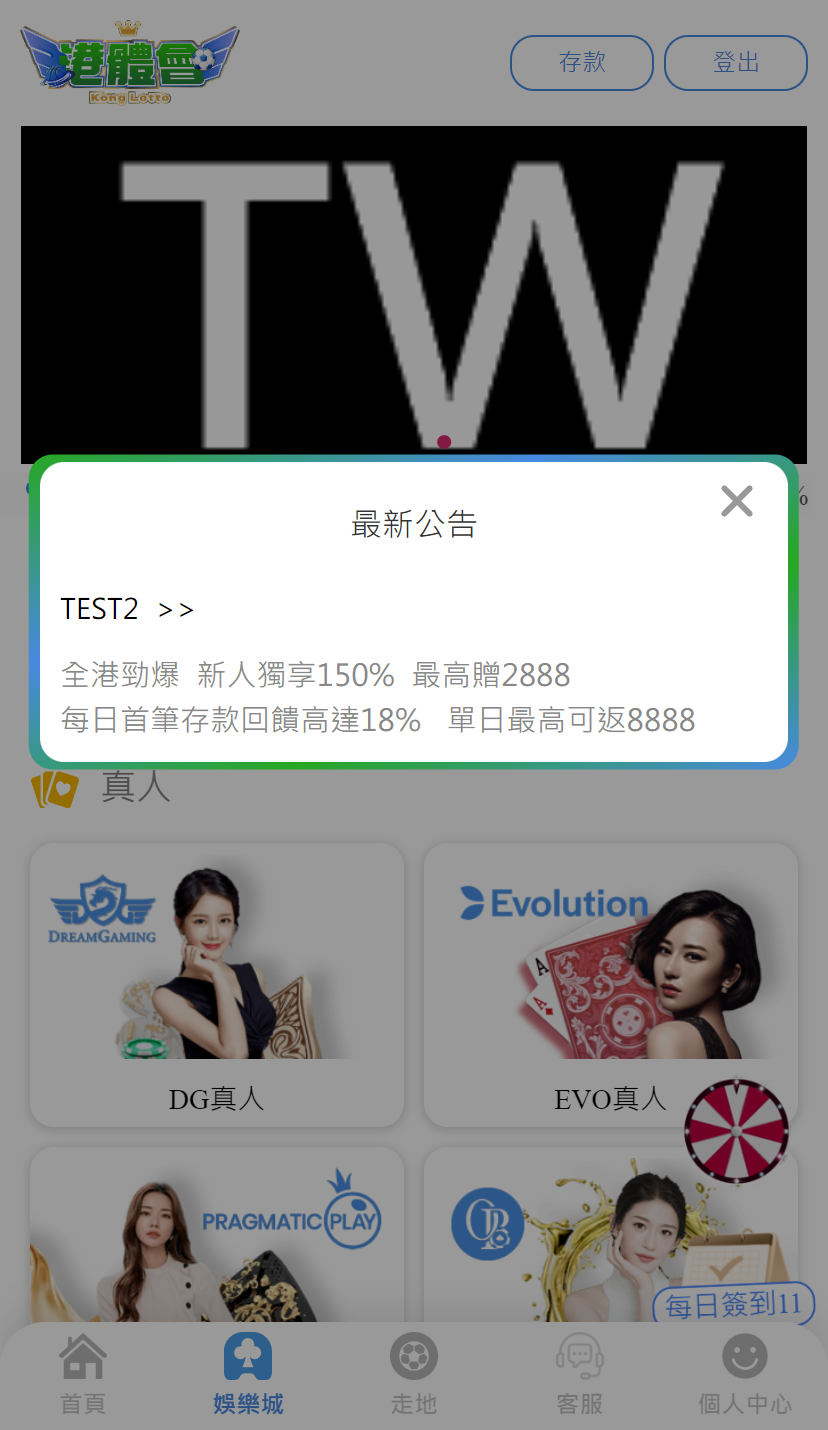 港體會
Kong Lotto
存款
登出
TW
%
最新公告
TEST2 >>
全港勁爆 新人獨享150% 最高贈2888
每日首筆存款回饋高達18% 單日最高可返8888
真人
DREAMGAMING
Evolution
A
A
DG真人
EVO真人
PRAGMATIC PLAY
每日簽到11
首頁
娛樂城
走地
客服
個人中心